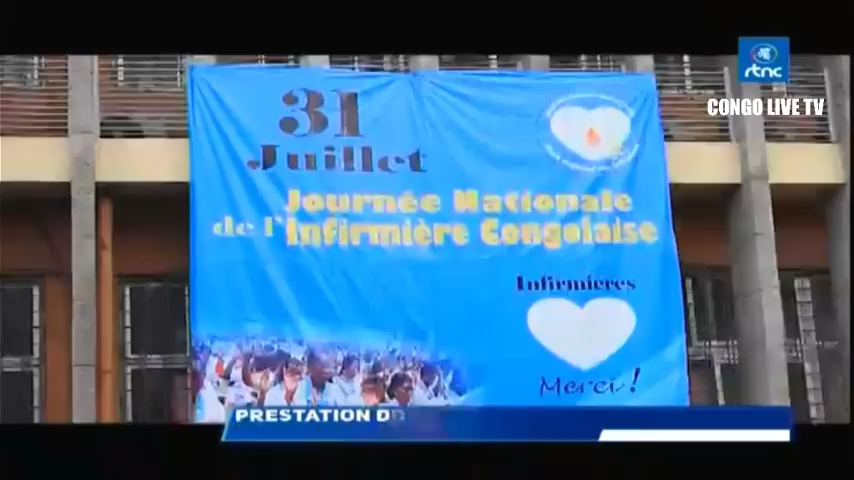 rtnc
CONGO LIVE TV
31
Juillet
Journée Nationale
de l'Infirmière Congolaise
Infirmières
Merci!
PRESTATION